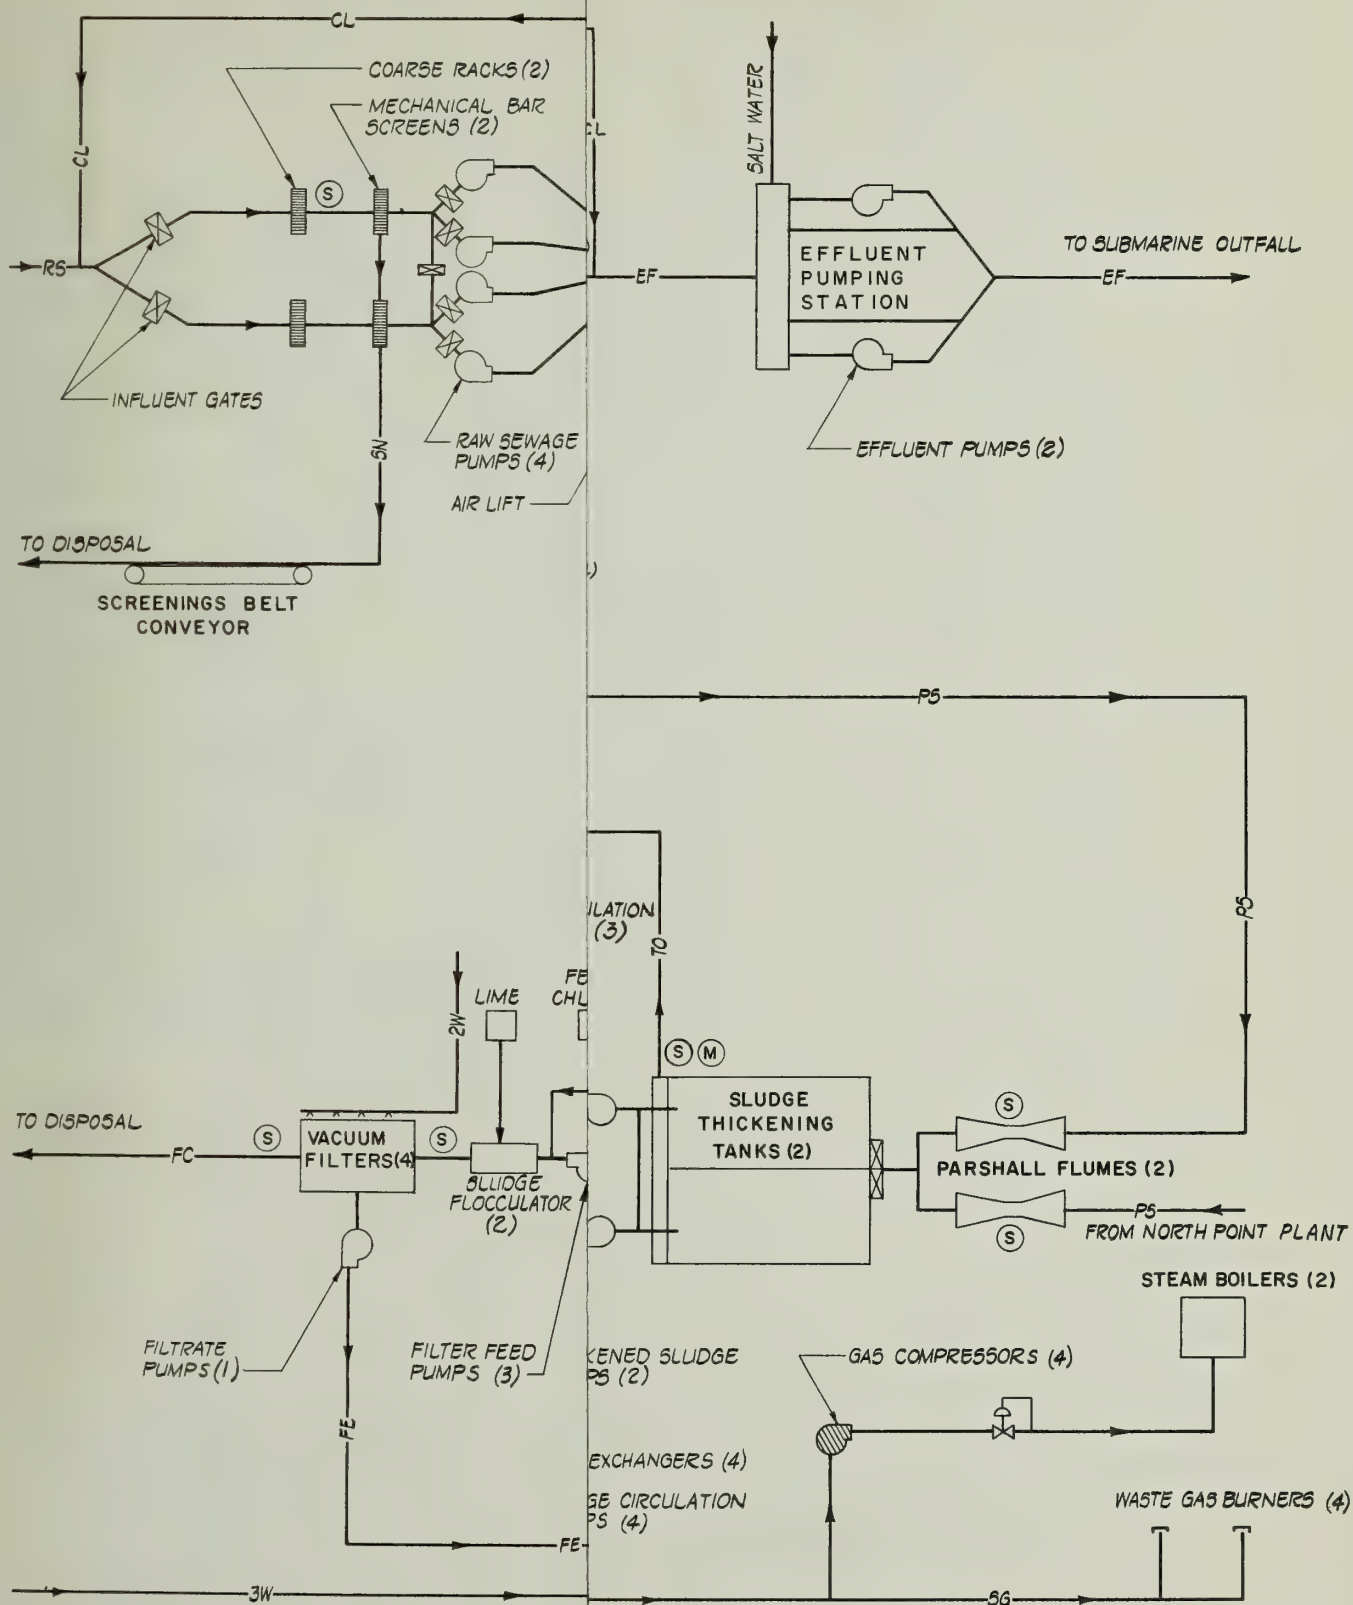 CL
COARSE RACKS (2)
MECHANICAL BAR
SCREENS (2)
CL
S
RS
INFLUENT GATES
SN
RAW SEWAGE
PUMPS (4)
AIR LIFT
TO DISPOSAL
SCREENINGS BELT
CONVEYOR
CL
SALT WATER
EF
EFFLUENT
PUMPING
STATION
TO SUBMARINE OUTFALL
EF
EFFLUENT PUMPS (2)
PS
PS
ILATION
(3)
TO
S M
SLUDGE
THICKENING
TANKS (2)
S
PARSHALL FLUMES (2)
S
PS
FROM NORTH POINT PLANT
LIME
FE
CHL
2W
TO DISPOSAL
FC
S
VACUUM
FILTERS (4)
S
SLUDGE
FLOCCULATOR
(2)
FILTRATE
PUMPS (1)
FILTER FEED
PUMPS (3)
FE
FE
3W
KENED SLUDGE
PS (2)
EXCHANGERS (4)
GE CIRCULATION
PS (4)
GAS COMPRESSORS (4)
STEAM BOILERS (2)
WASTE GAS BURNERS (4)
SG